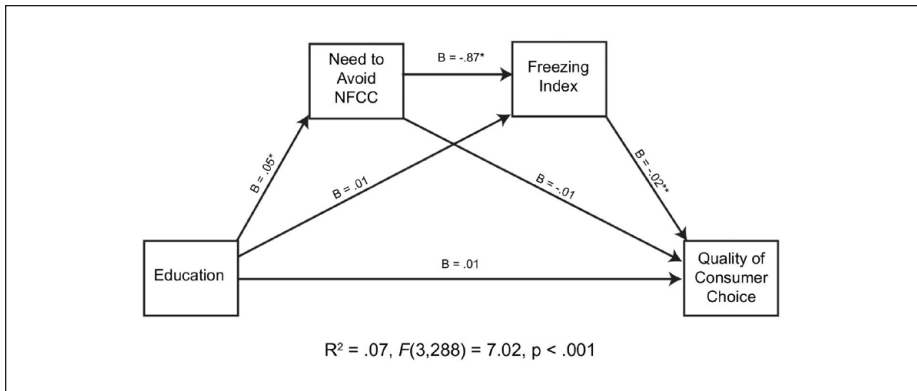 Need to
Avoid
NFCC
B = -.87*
Freezing
Index
B = .05*
B = .01
B = -.01
B = -.02**
Education
B = .01
Quality of
Consumer
Choice
R² = .07, F(3,288) = 7.02, p < .001